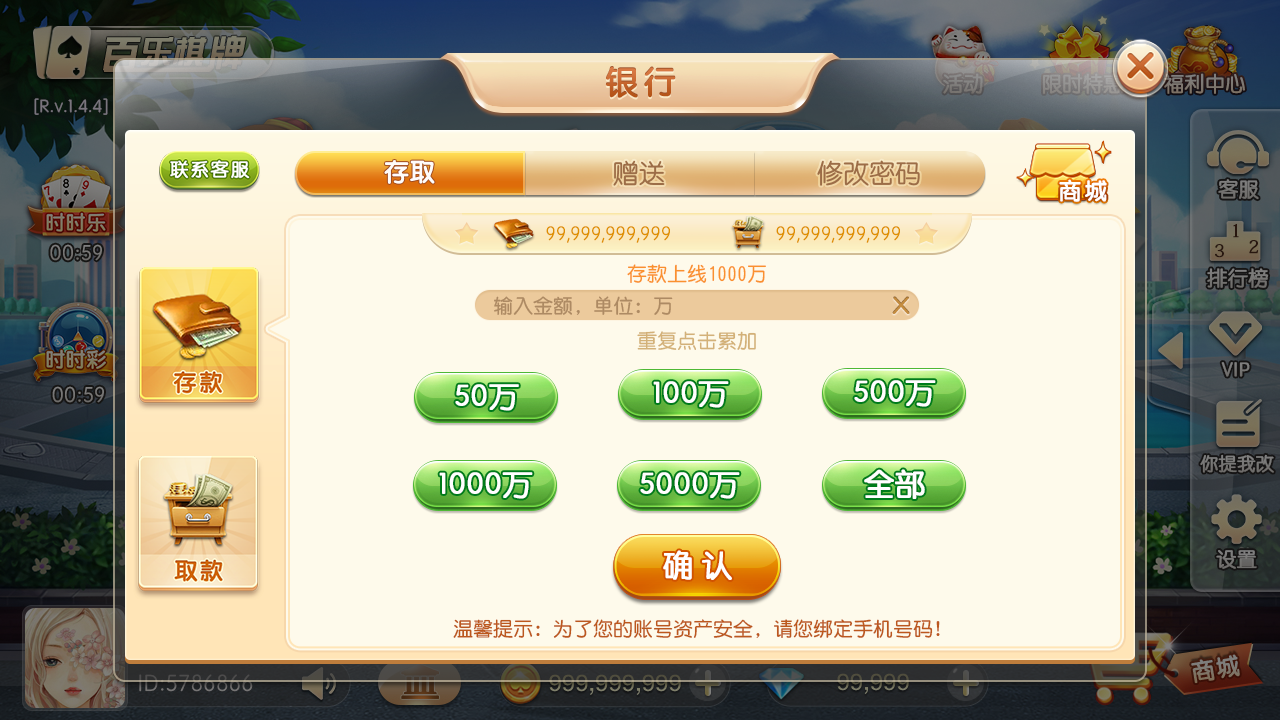 百乐棋牌
[R.v.1.4.4]
银行
活动
限时特惠
福利中心
联系客服
存取
赠送
修改密码
商城
时时乐
00:59
时时彩
00:59
存款
取款
99,999,999,999
99,999,999,999
存款上线1000万
输入金额，单位：万
重复点击累加
50万
100万
500万
1000万
5000万
全部
确认
温馨提示：为了您的账号资产安全，请您绑定手机号码！
客服
1
3 2
排行榜
VIP
你提我改
设置
ID:5786866
999,999,999
99,999
商城